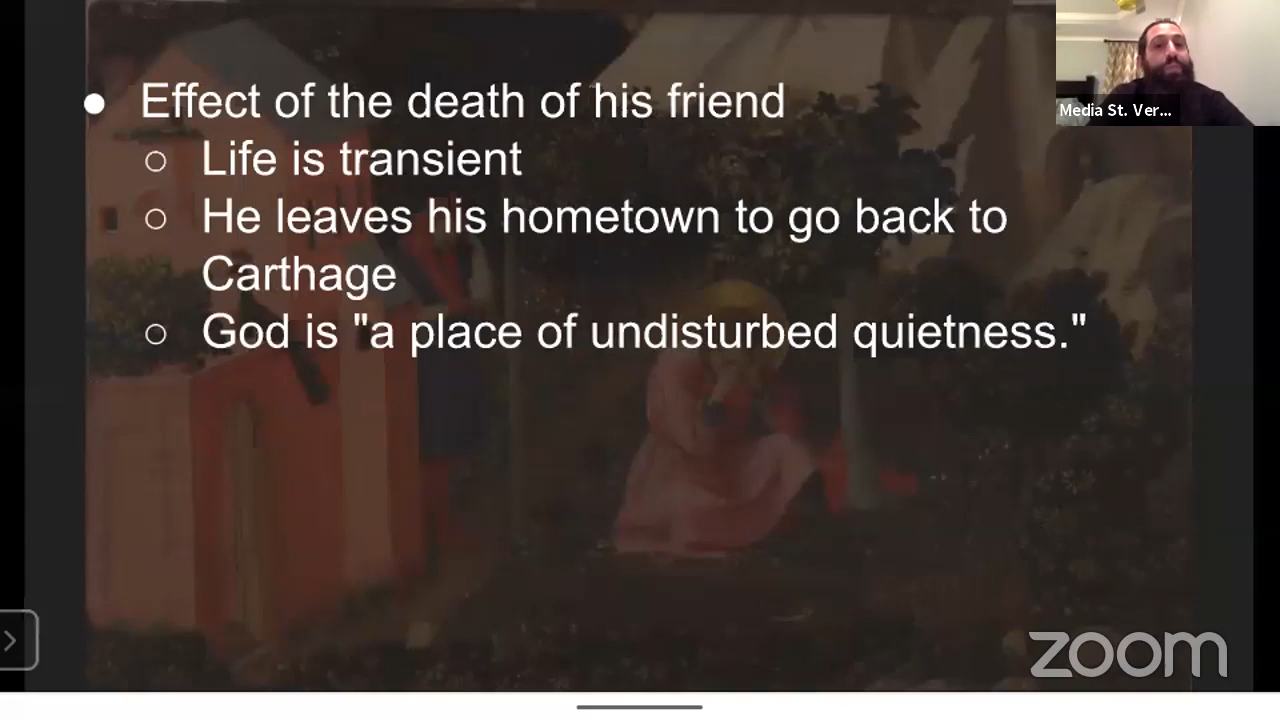 Effect of the death of his friend
Life is transient
He leaves his hometown to go back to
Carthage
God is "a place of undisturbed quietness."
Media St. Ver...
zoom